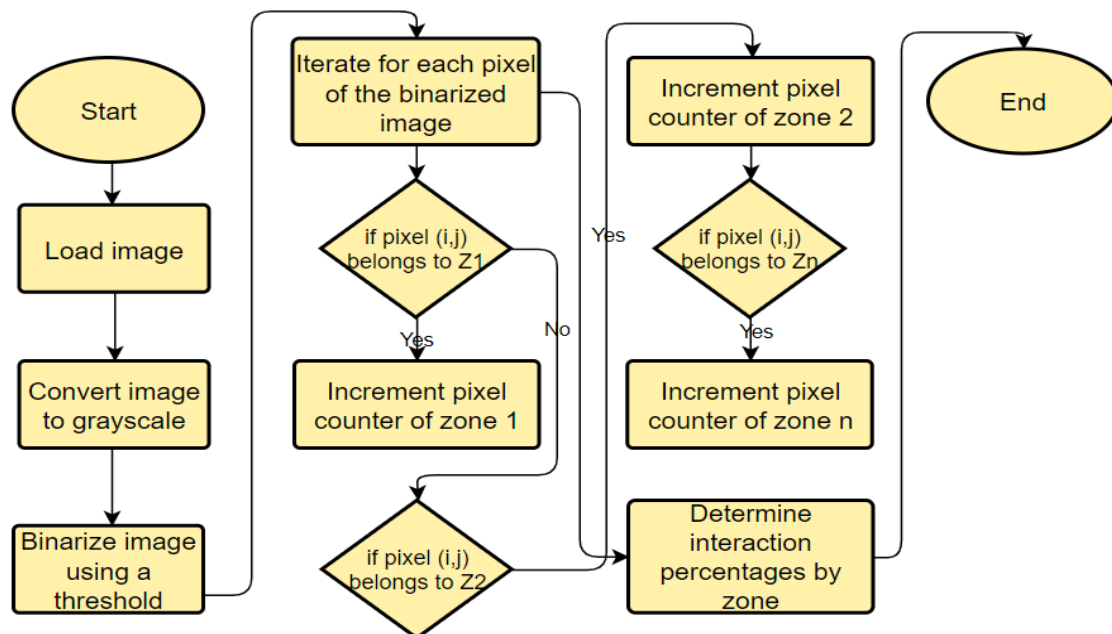 Start
Load image
Convert image
to grayscale
Binarize image
using a
threshold
Iterate for each pixel
of the binarized
image
if pixel (i,j)
belongs to Z1
Yes
No
Increment pixel
counter of zone 1
if pixel (i,j)
belongs to Z2
Yes
Increment pixel
counter of zone 2
if pixel (i,j)
belongs to Zn
Yes
Increment pixel
counter of zone n
Determine
interaction
percentages by
zone
End